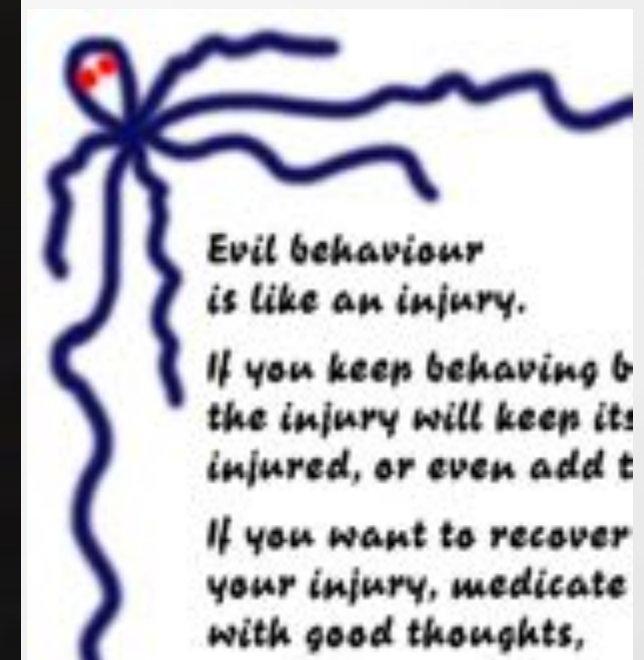 Evil behaviour
is like an injury.
If you keep behaving b
the injury will keep its
injured, or even add t
If you want to recover
your injury, medicate
with good thoughts,